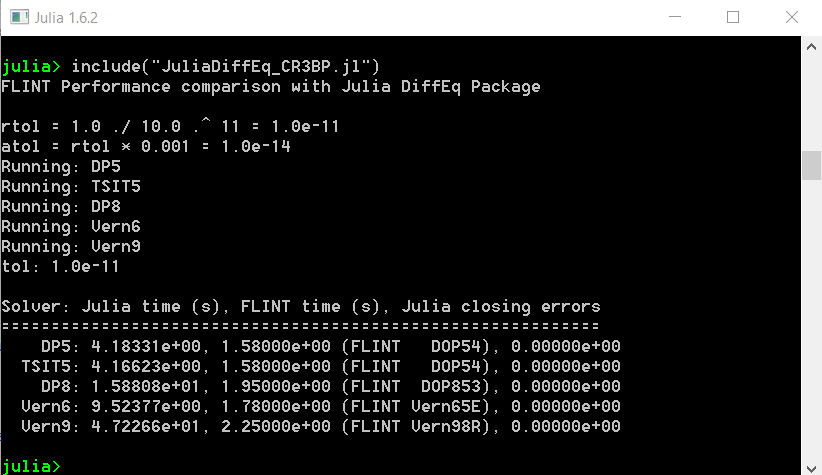 Julia 1.6.2
julia> include("JuliaDiffEq_CR3BP.jl")
FLINT Performance comparison with Julia DiffEq Package
rtol = 1.0 ./ 10.0 .^ 11 = 1.0e-11
atol = rtol * 0.001 = 1.0e-14
Running: DP5
Running: TSIT5
Running: DP8
Running: Vern6
Running: Vern9
tol: 1.0e-11
Solver: Julia time (s), FLINT time (s), Julia closing errors
============================================================
DP5: 4.18331e+00, 1.58000e+00 (FLINT   DOP54), 0.00000e+00
TSIT5: 4.16623e+00, 1.58000e+00 (FLINT   DOP54), 0.00000e+00
DP8: 1.58808e+01, 1.95000e+00 (FLINT  DOP853), 0.00000e+00
Vern6: 9.52377e+00, 1.78000e+00 (FLINT Vern65E), 0.00000e+00
Vern9: 4.72266e+01, 2.25000e+00 (FLINT Vern98R), 0.00000e+00
julia>